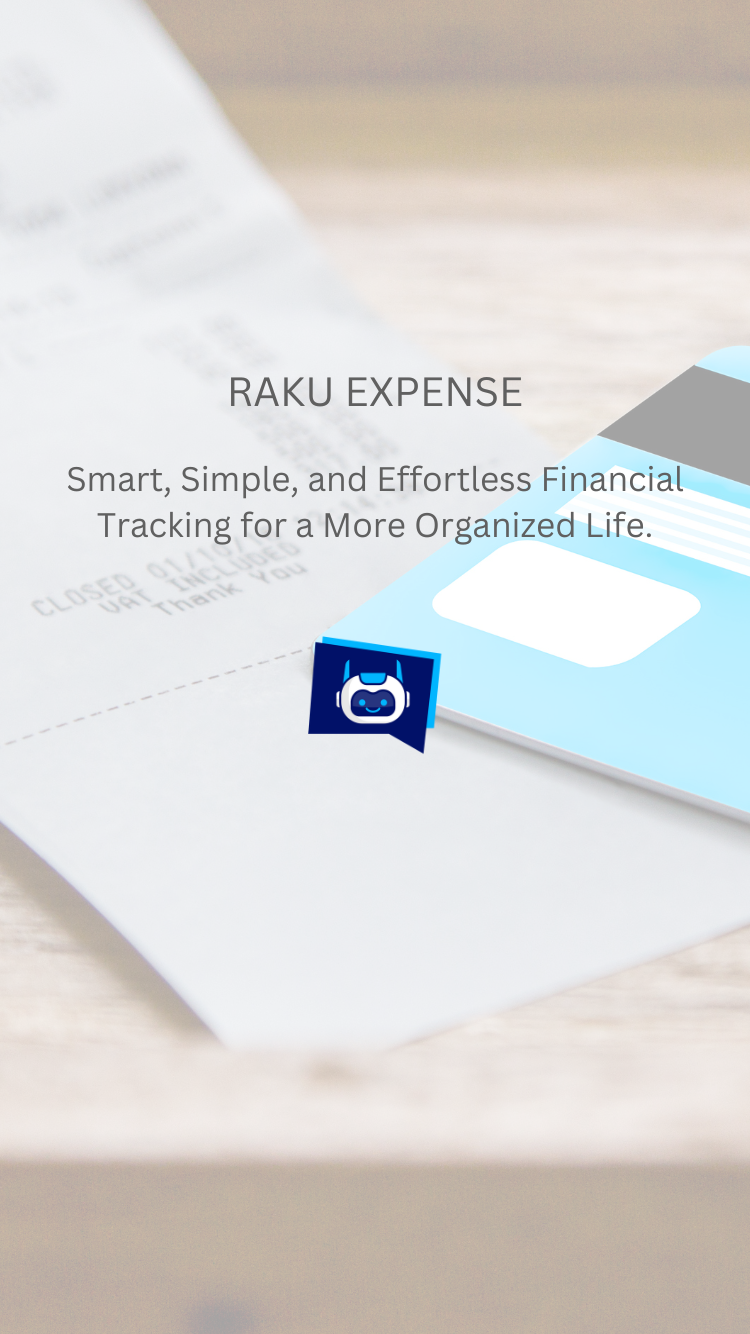 RAKU EXPENSE
Smart, Simple, and Effortless Financial
Tracking for a More Organized Life.
CLOSED 01/10/
VAT INCLUDED
Thank You